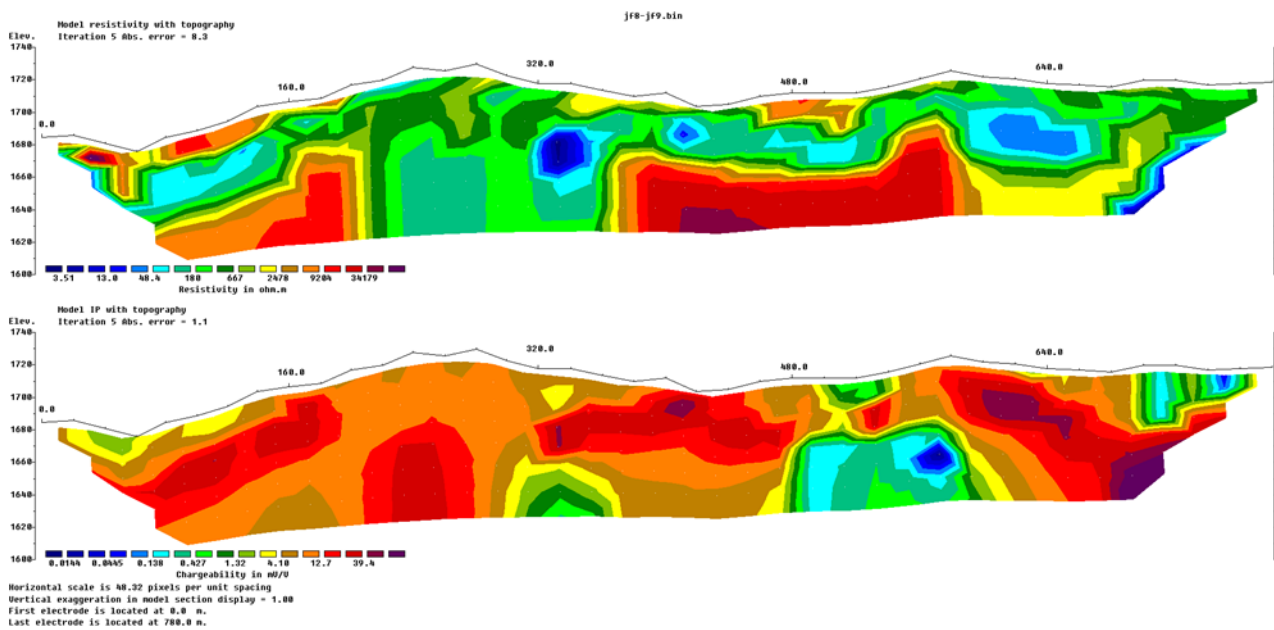 jf8-jf9.bin
Model resistivity with topography
Iteration 5 Abs. error = 8.3
Elev.
1740
1720
1700
1680
1660
1640
1620
1600
0.0
160.0
320.0
480.0
640.0
3.51 13.0 48.4 180 667 2478 9204 34179
Resistivity in ohm.m
Model IP with topography
Iteration 5 Abs. error = 1.1
Elev.
1740
1720
1700
1680
1660
1640
1620
1600
0.0
160.0
320.0
480.0
640.0
0.0144 0.0445 0.138 0.427 1.32 4.10 12.7 39.4
Chargeability in mV/V
Horizontal scale is 48.32 pixels per unit spacing
Vertical exaggeration in model section display = 1.00
First electrode is located at 0.0 m.
Last electrode is located at 780.0 m.